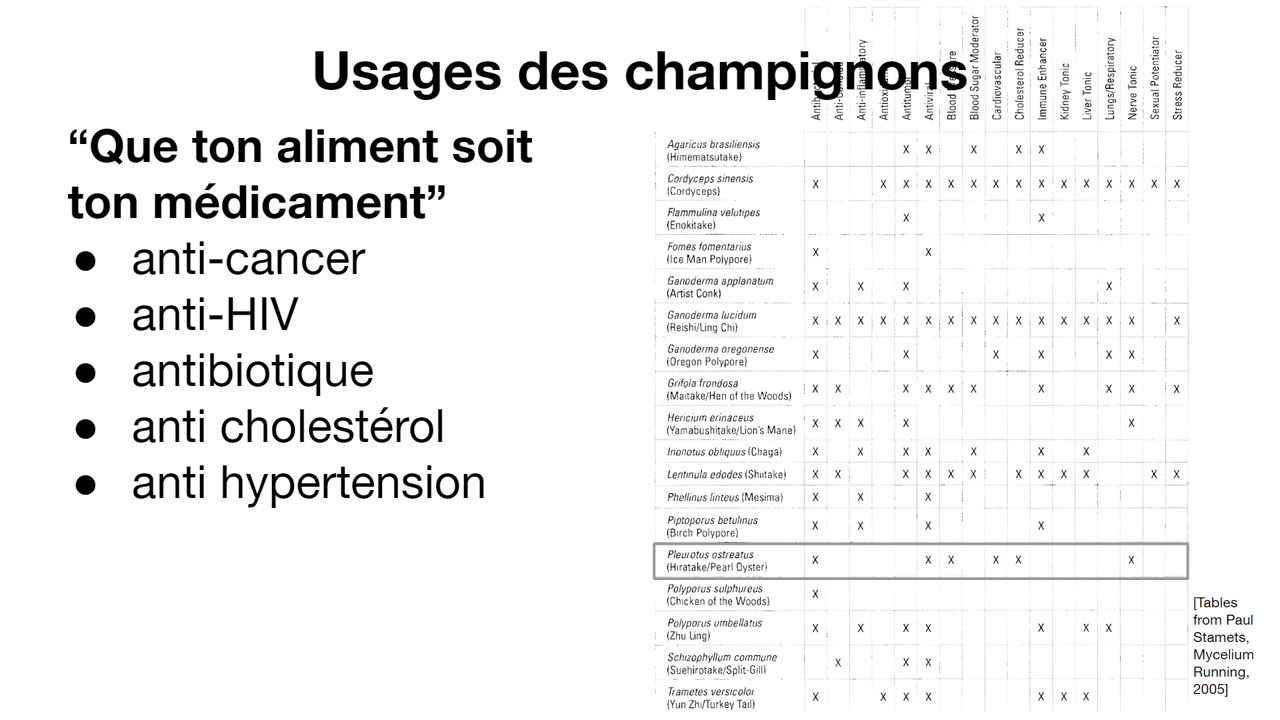 Usages des champignons
“Que ton aliment soit
ton médicament”
● anti-cancer
● anti-HIV
● antibiotique
● anti cholestérol
● anti hypertension
Blood Sugar Moderator
Cardiovascular
Cholesterol Reducer
Immune Enhancer
Kidney Tonic
Liver Tonic
Lungs/Respiratory
Nerve Tonic
Sexual Potentiator
Stress Reducer
Agaricus brasiliensis
(Himematsutake) X X X X X
Cordyceps sinensis
(Cordyceps) X X X X X X X X X X X X X X X
Flammulina velutipes
(Enokitake) X X
Fomes fomentarius
(Ice Man Polypore) X X
Ganoderma applanatum
(Artist Conk) X X X X
Ganoderma lucidum
(Reishi/Ling Chi) X X X X X X X X X X X X X X X X
Ganoderma oregonense
(Oregon Polypore) X X X X X X
Grifola frondosa
(Maitake/Hen of the Woods) X X X X X X X X X X
Hericium erinaceus
(Yamabushitake/Lion's Mane) X X X X X
Inonotus obliquus (Chaga) X X X X X X X
Lentinula edodes (Shiitake) X X X X X X X X X X X X
Phellinus linteus (Mesima) X X X
Piptoporus betulinus
(Birch Polypore) X X X X
Pleurotus ostreatus
(Hiratake/Pearl Oyster) X X X X X X
Polyporus sulphureus
(Chicken of the Woods) X
Polyporus umbellatus
(Zhu Ling) X X X X X X X
Schizophyllum commune
(Suehirotake/Split-Gill) X X X
Trametes versicolor
(Yun Zhi/Turkey Tail) X X X X X X X
[Tables
from Paul
Stamets,
Mycelium
Running,
2005]